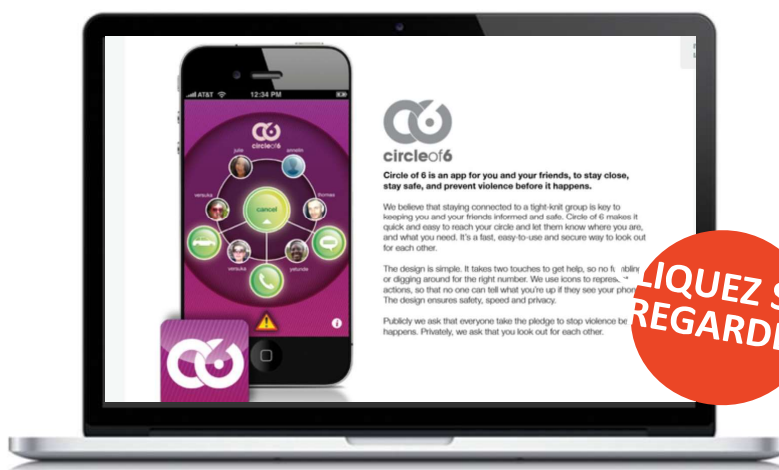 AT&T 12:34 PM
circleof6
julie annelin
versuka thomas
cancel
versuka yetunde
circleof6
Circle of 6 is an app for you and your friends, to stay close,
stay safe, and prevent violence before it happens.
We believe that staying connected to a tight-knit group is key to
keeping you and your friends informed and safe. Circle of 6 makes it
quick and easy to reach your circle and let them know where you are,
and what you need. It's a fast, easy-to-use and secure way to look out
for each other.
The design is simple. It takes two touches to get help, so no
or digging around for the right number. We use icons to
actions, so that no one can tell what you're up if they see your
The design ensures safety, speed and privacy.
Publicly we ask that everyone take the pledge to stop violence
happens. Privately, we ask that you look out for each other.
LIQUEZ S
REGARD